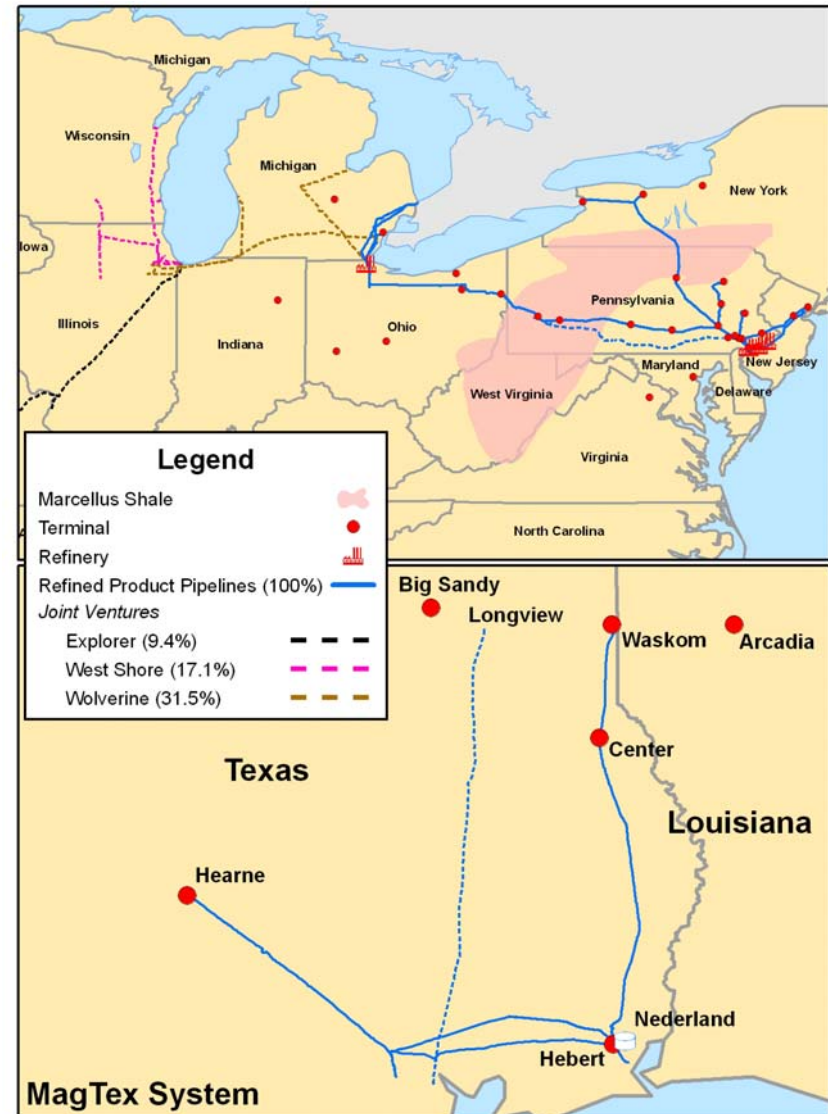 Michigan
Wisconsin
Michigan
New York
Iowa
Illinois
Indiana
Ohio
Pennsylvania
New Jersey
Maryland
Delaware
West Virginia
Virginia
North Carolina
Legend
Marcellus Shale
Terminal
Refinery
Refined Product Pipelines (100%)
Joint Ventures
Explorer (9.4%)
West Shore (17.1%)
Wolverine (31.5%)
Big Sandy
Longview
Waskom
Arcadia
Center
Texas
Louisiana
Hearne
Nederland
Hebert
MagTex System